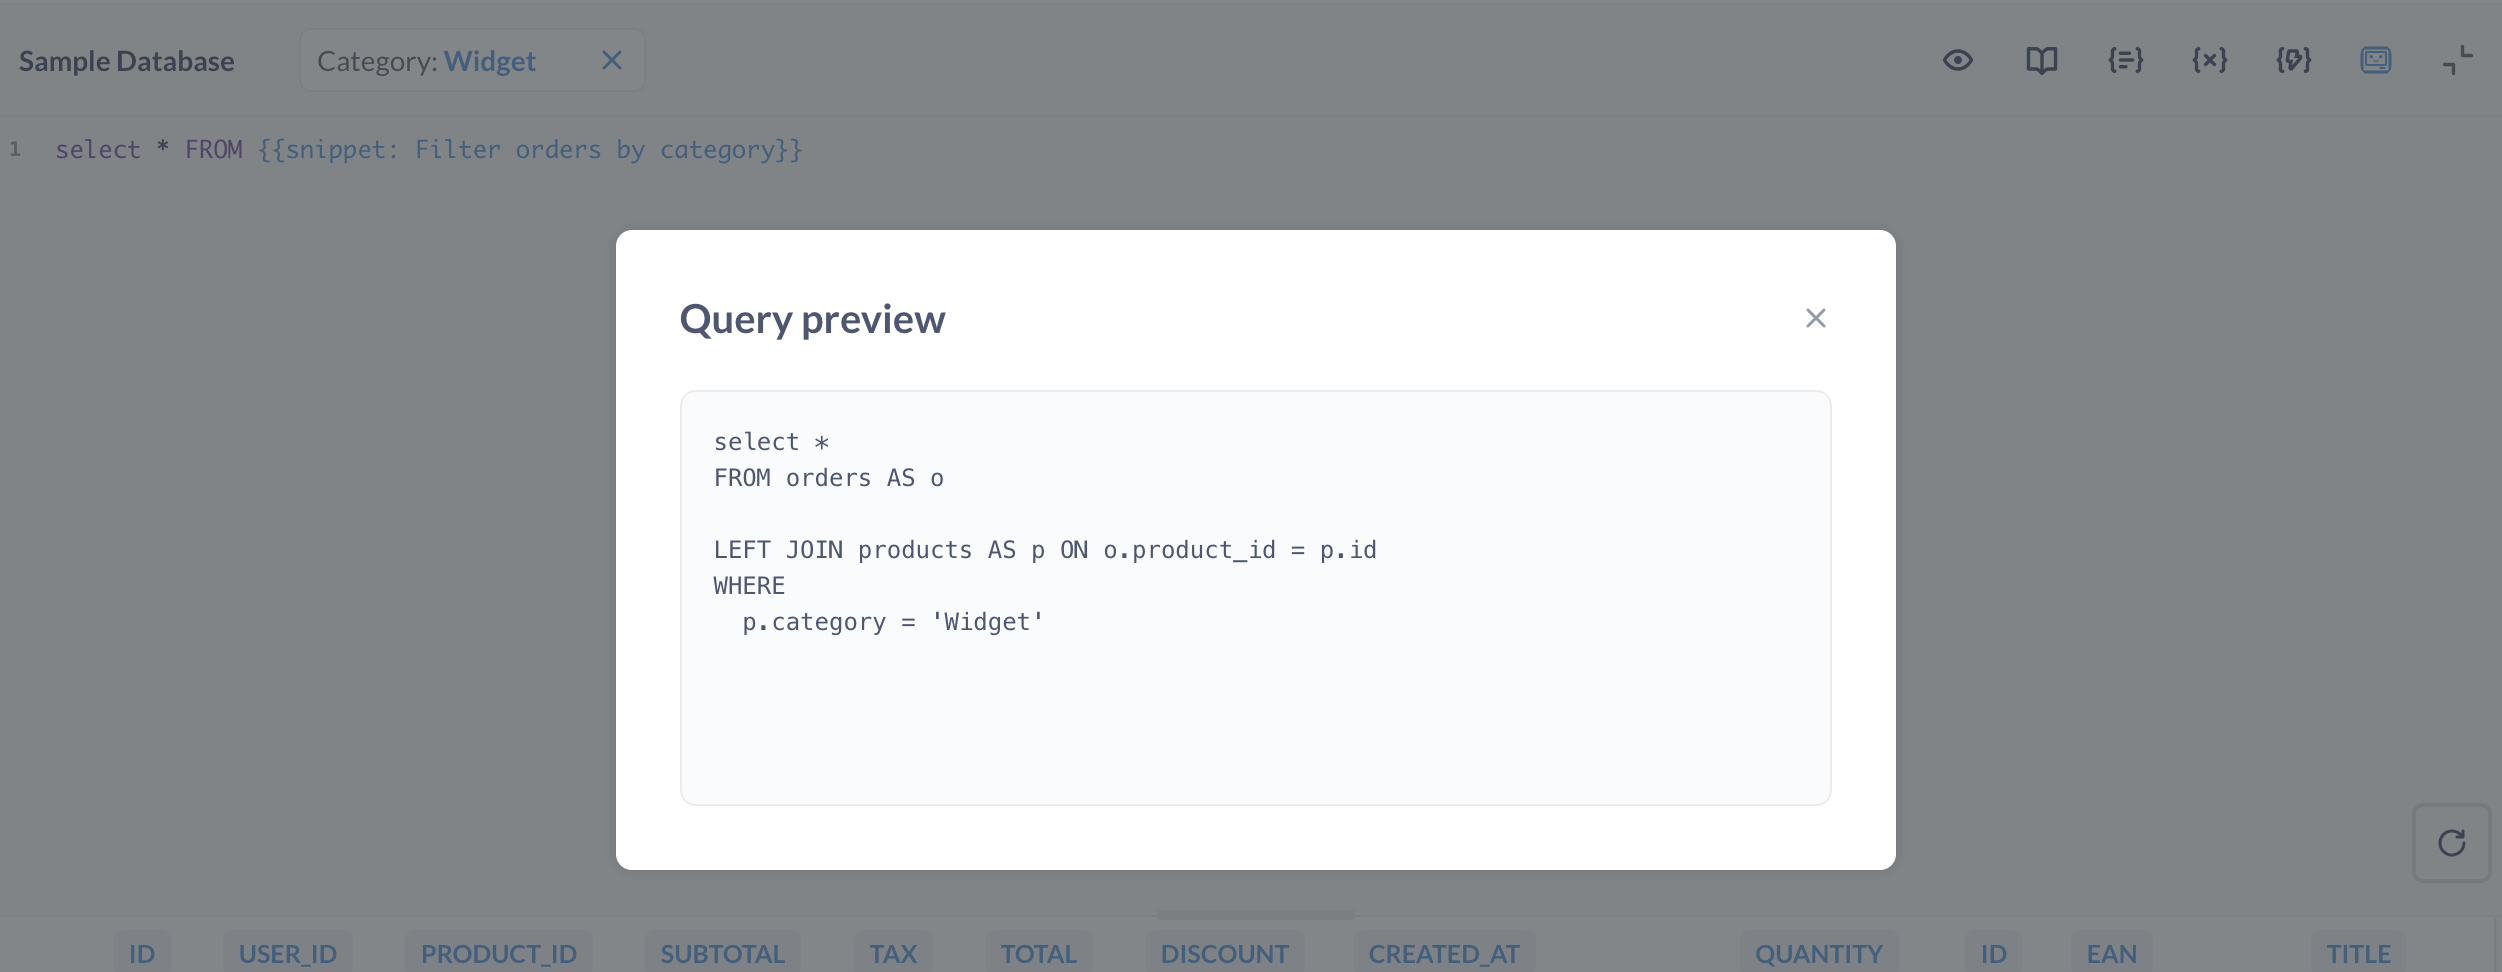 Sample Database
Category: Widget
1 select * FROM {{snippet: Filter orders by category}}
Query preview
select *
FROM orders AS o
LEFT JOIN products AS p ON o.product_id = p.id
WHERE
p.category = 'Widget'
ID USER_ID PRODUCT_ID SUBTOTAL TAX TOTAL DISCOUNT CREATED_AT QUANTITY ID EAN TITLE